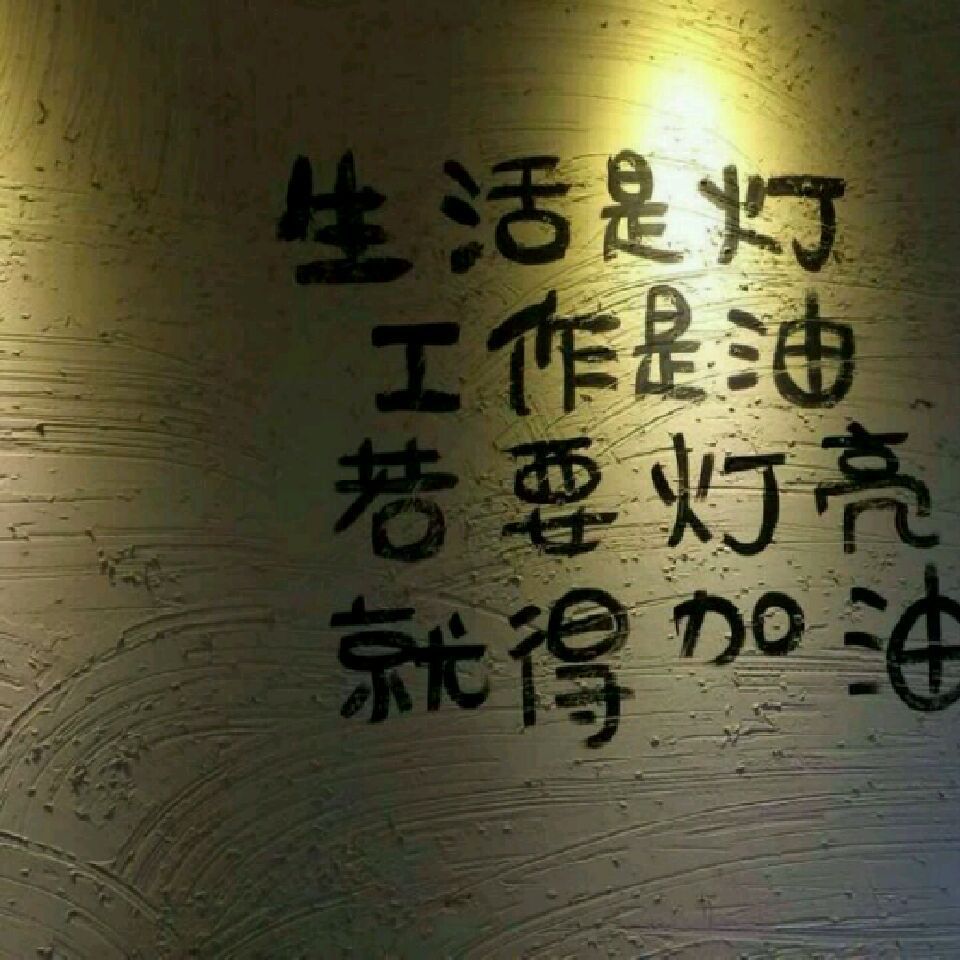 生活是灯
工作是油
若要灯亮
就得加油